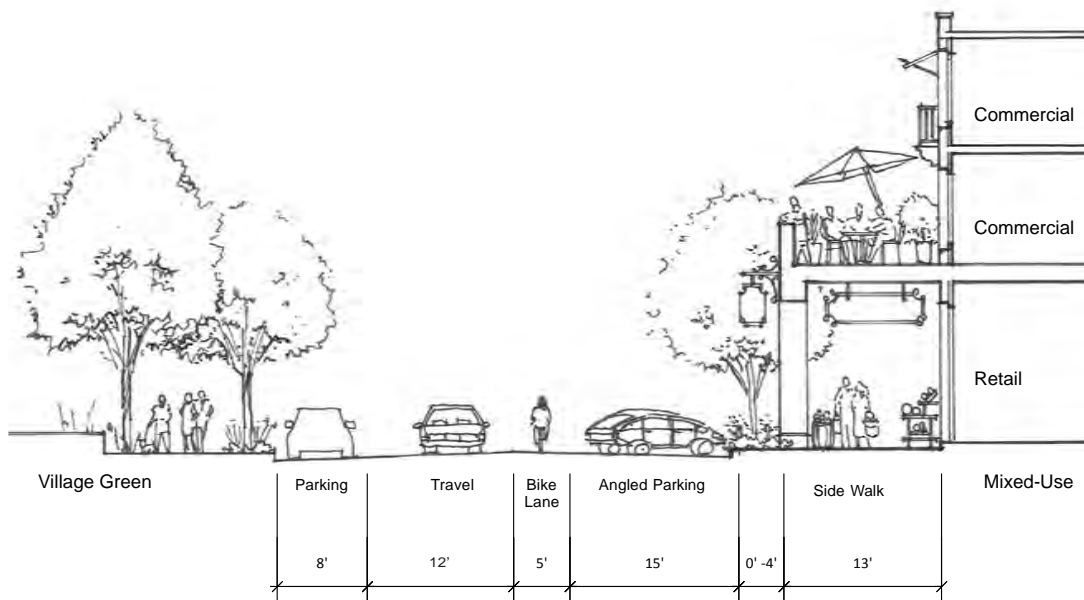 Commercial
Commercial
Retail
Village Green
Parking
Travel
Bike
Lane
Angled Parking
Side Walk
Mixed-Use
8'
12'
5'
15'
0' -4'
13'